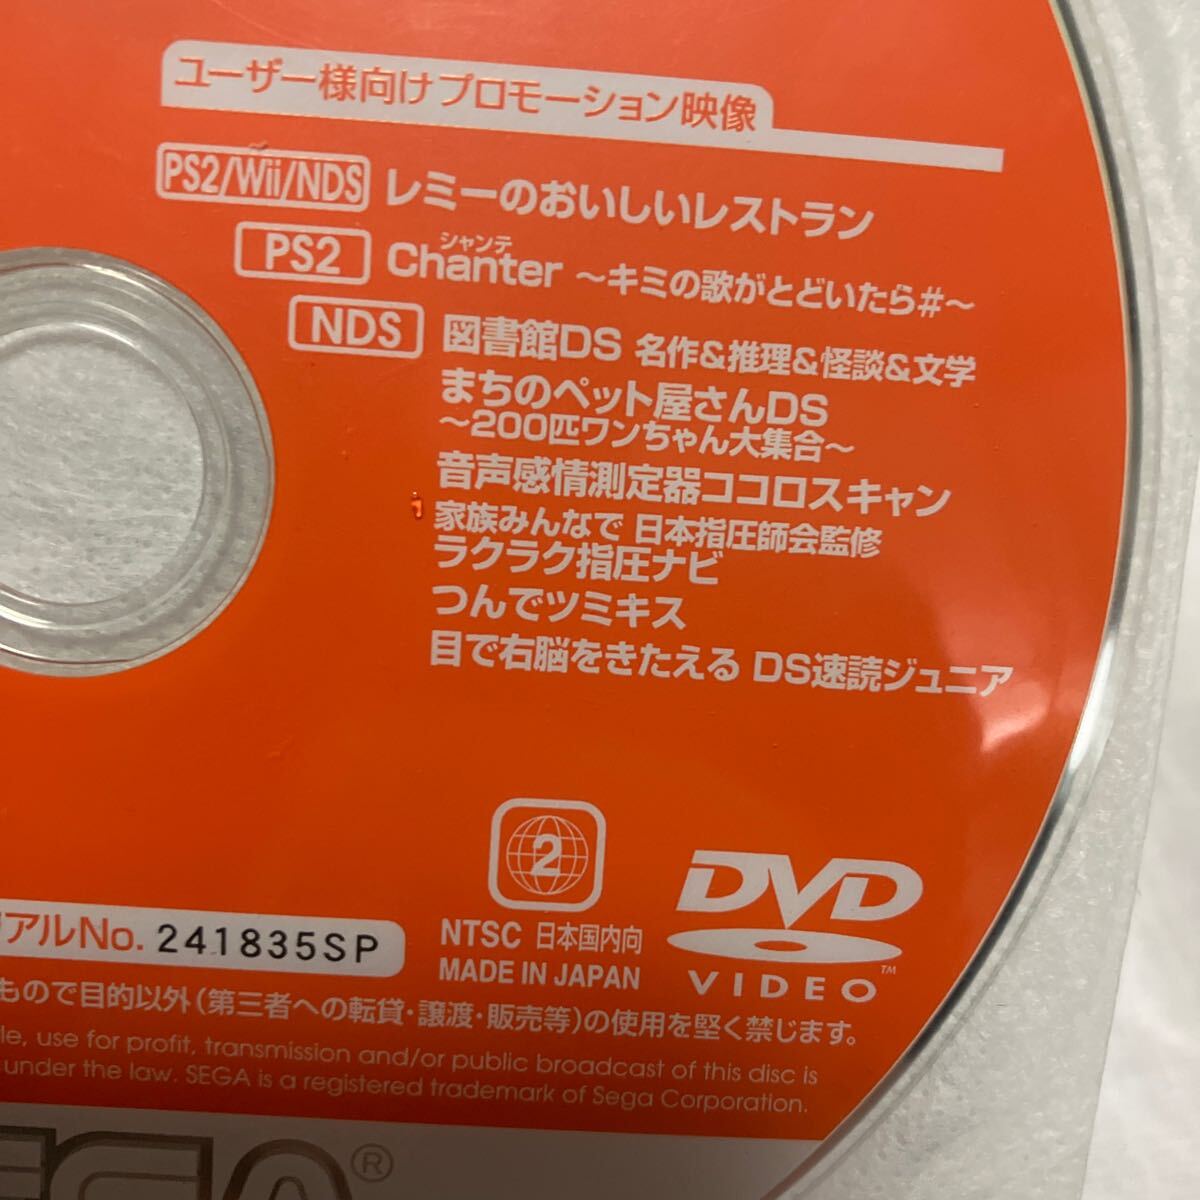 ユーザー様向けプロモーション映像
PS2/Wii/NDS レミーのおいしいレストラン
シャンテ
PS2 Chanter ～キミの歌がとどいたら#～
NDS 図書館DS 名作&推理&怪談&文学
まちのペット屋さんDS
～200匹ワンちゃん大集合～
音声感情測定器ココロスキャン
家族みんなで 日本指圧師会監修
ラクラク指圧ナビ
つんでツミキス
目で右脳をきたえる DS速読ジュニア
2
DVD
VIDEO™
NTSC 日本国内向
MADE IN JAPAN
アルNo. 241835SP
もので目的以外(第三者への転貸・譲渡・販売等)の使用を堅く禁じます。
le, use for profit, transmission and/or public broadcast of this disc is
under the law. SEGA is a registered trademark of Sega Corporation.
SEGA®